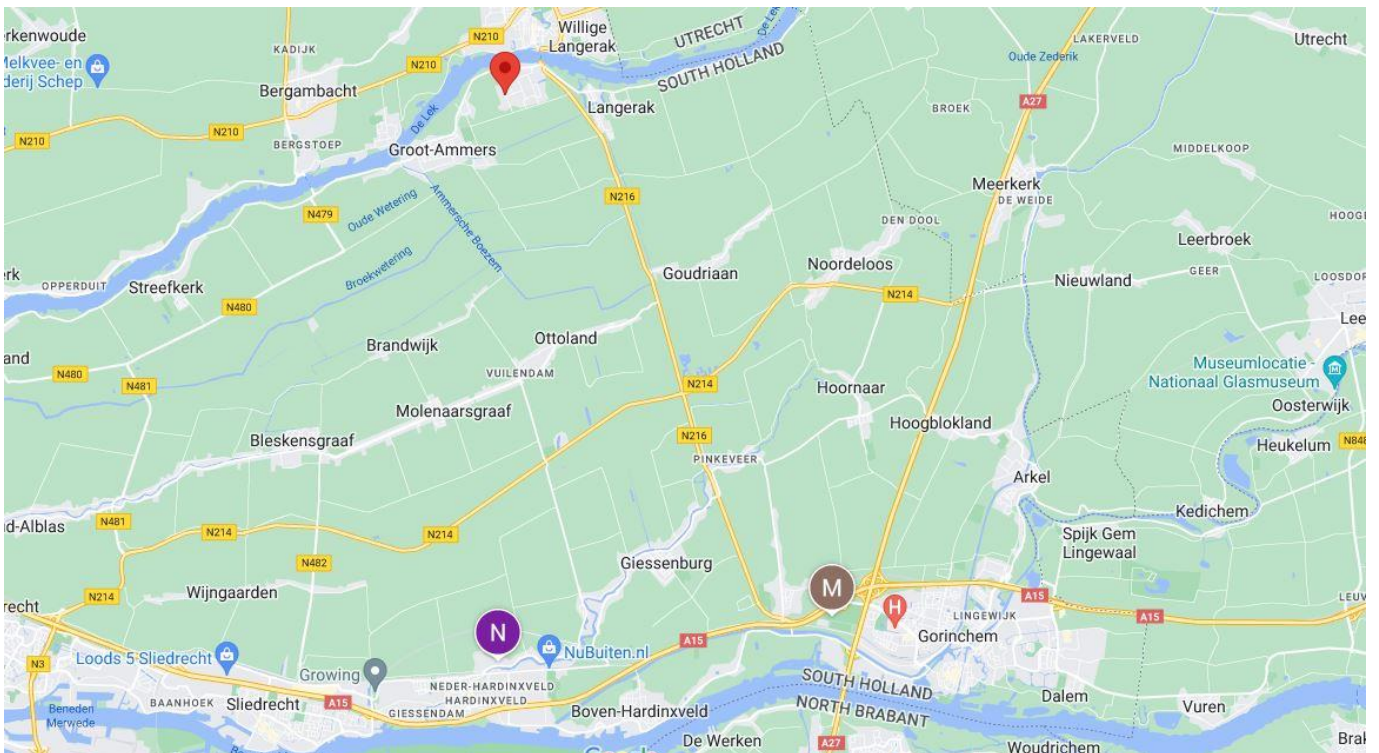 erkenwoude
N210
Willige
Langerak
UTRECHT
SOUTH HOLLAND
De Lek
LAKERVELD
Utrecht
KADIJK
Oude Zederik
Melkvee- en
derij Schep
N210
Bergambacht
A27
Langerak
BROEK
N210
N210
De Lek
BERGSTOEP
Groot-Ammers
MIDDELKOOP
Meerkerk
DE WEIDE
N216
N479
Oude Wetering
Ammersche Boezem
DEN DOOL
HOOG
Leerbroek
Broekwetering
Goudriaan
Noordeloos
Nieuwland
GEER
LOOSDOR
rk
OPPERDUIT
Streefkerk
N214
N480
Lee
Ottoland
Brandwijk
and
N480
N481
VUILENDAM
Museumlocatie -
Nationaal Glasmuseum
N214
Hoornaar
Molenaarsgraaf
Oosterwijk
Hoogblokland
Bleskensgraaf
N216
Heukelum
N848
PINKEVEER
Arkel
d-Alblas
N481
N214
N214
Kedichem
Spijk Gem
Lingewaal
N482
Giessenburg
Wijngaarden
M
recht
N214
A15
A15
LEUV
H
LINGEWIJK
N
Gorinchem
A15
NuBuiten.nl
Loods 5 Sliedrecht
N3
Growing
SOUTH HOLLAND
NORTH BRABANT
NEDER-HARDINXVELD
HARDINXVELD
GIESSENDAM
Dalem
BAANHOEK
Sliedrecht
A15
Vuren
Boven-Hardinxveld
Beneden
Merwede
De Werken
A27
Woudrichem
Brak